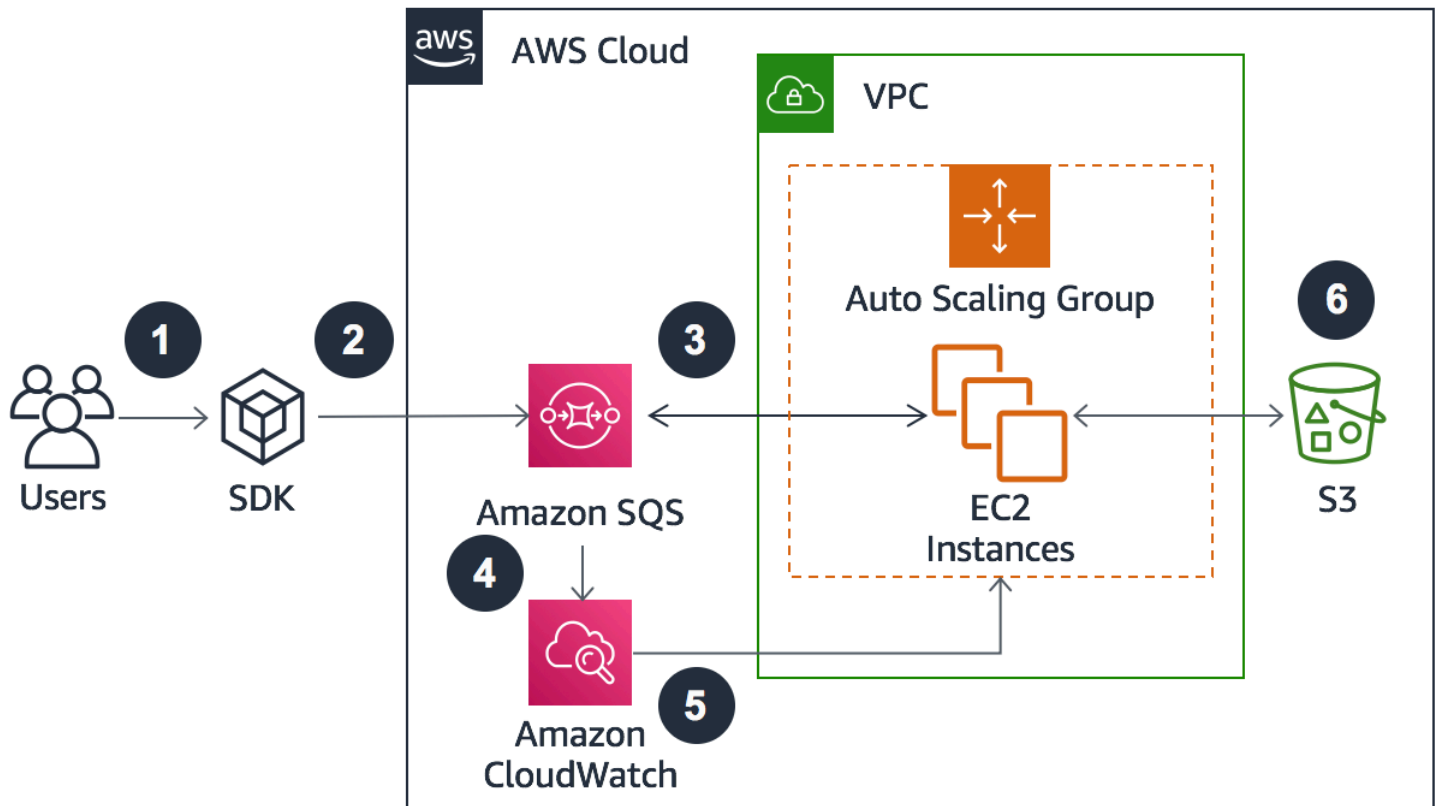 aws
AWS Cloud
VPC
Auto Scaling Group
1
2
3
6
Users
SDK
Amazon SQS
EC2
Instances
S3
4
5
Amazon
CloudWatch